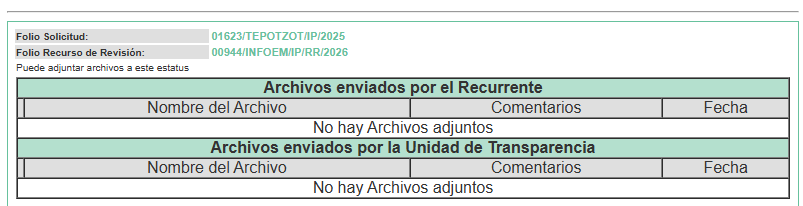 Folio Solicitud: 01623/TEPOTZOT/IP/2025
Folio Recurso de Revisión: 00944/INFOEM/IP/RR/2026
Puede adjuntar archivos a este estatus
Archivos enviados por el Recurrente
Nombre del Archivo Comentarios Fecha
No hay Archivos adjuntos
Archivos enviados por la Unidad de Transparencia
Nombre del Archivo Comentarios Fecha
No hay Archivos adjuntos